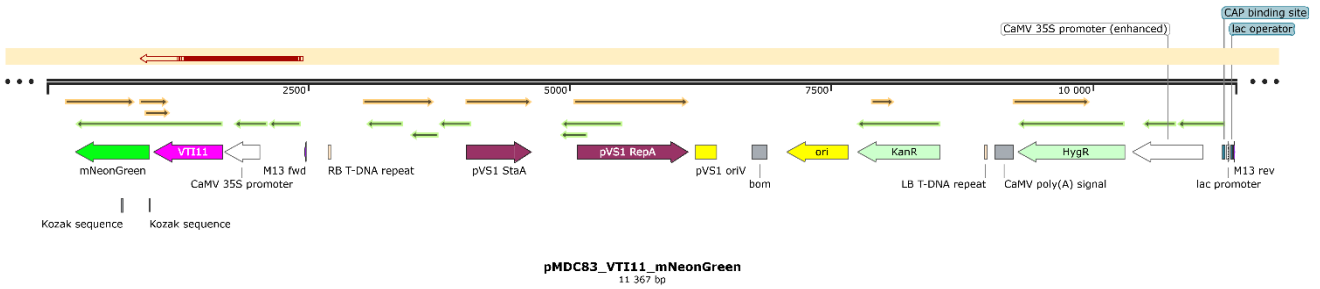 CAP binding site
CaMV 35S promoter (enhanced)
lac operator
2500
5000
7500
10 000
mNeonGreen
VTI11
CaMV 35S promoter
M13 fwd
RB T-DNA repeat
pVS1 StaA
pVS1 RepA
pVS1 oriV
bom
ori
KanR
LB T-DNA repeat
CaMV poly(A) signal
HygR
lac promoter
M13 rev
Kozak sequence
Kozak sequence
pMDC83_VTI11_mNeonGreen
11 367 bp